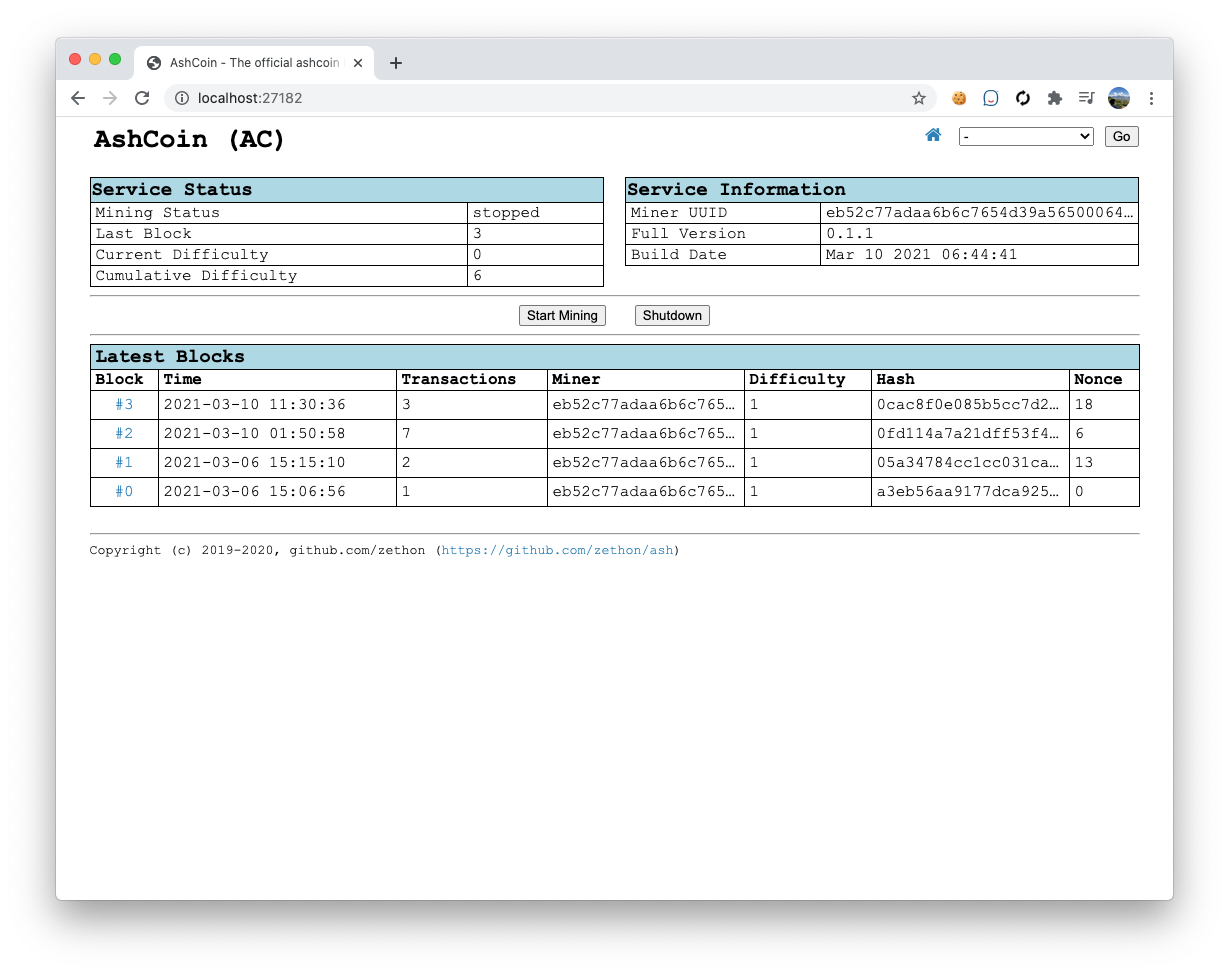 AshCoin - The official ashcoin
localhost:27182
AshCoin (AC)
-
Go
Service Status
Mining Status stopped
Last Block 3
Current Difficulty 0
Cumulative Difficulty 6
Service Information
Miner UUID eb52c77adaa6b6c7654d39a56500064…
Full Version 0.1.1
Build Date Mar 10 2021 06:44:41
Start Mining Shutdown
Latest Blocks
Block Time Transactions Miner Difficulty Hash Nonce
#3 2021-03-10 11:30:36 3 eb52c77adaa6b6c765… 1 0cac8f0e085b5cc7d2… 18
#2 2021-03-10 01:50:58 7 eb52c77adaa6b6c765… 1 0fd114a7a21dff53f4… 6
#1 2021-03-06 15:15:10 2 eb52c77adaa6b6c765… 1 05a34784cc1cc031ca… 13
#0 2021-03-06 15:06:56 1 eb52c77adaa6b6c765… 1 a3eb56aa9177dca925… 0
Copyright (c) 2019-2020, github.com/zethon (https://github.com/zethon/ash)